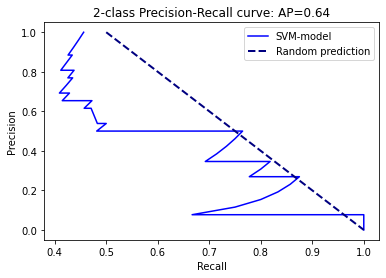 2-class Precision-Recall curve: AP=0.64
SVM-model
Random prediction
Precision
1.0
0.8
0.6
0.4
0.2
0.0
0.4 0.5 0.6 0.7 0.8 0.9 1.0
Recall